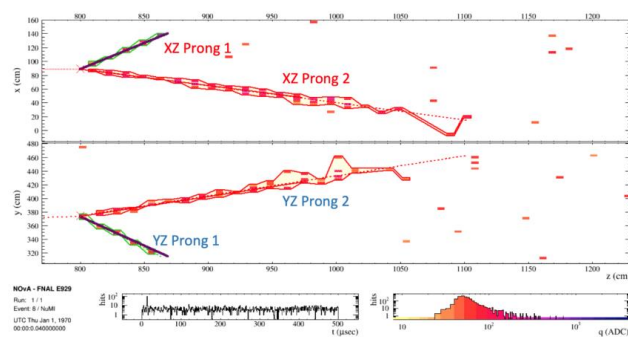 800 850 900 950 1000 1050 1100 1150 1200
160
140
120
100
80
60
40
20
0
x (cm)
XZ Prong 1
XZ Prong 2
480
460
440
420
400
380
360
340
320
y (cm)
YZ Prong 2
YZ Prong 1
800 850 900 950 1000 1050 1100 1150 1200
z (cm)
NOvA - FNAL E929
Run: 1 / 1
Event: 8 / NuMI
UTC Thu Jan 1, 1970
00:00:0.040000000
hits
10²
10
1
0 100 200 300 400 500
t (μsec)
hits
10²
10
1
10 10² 10³
q (ADC)